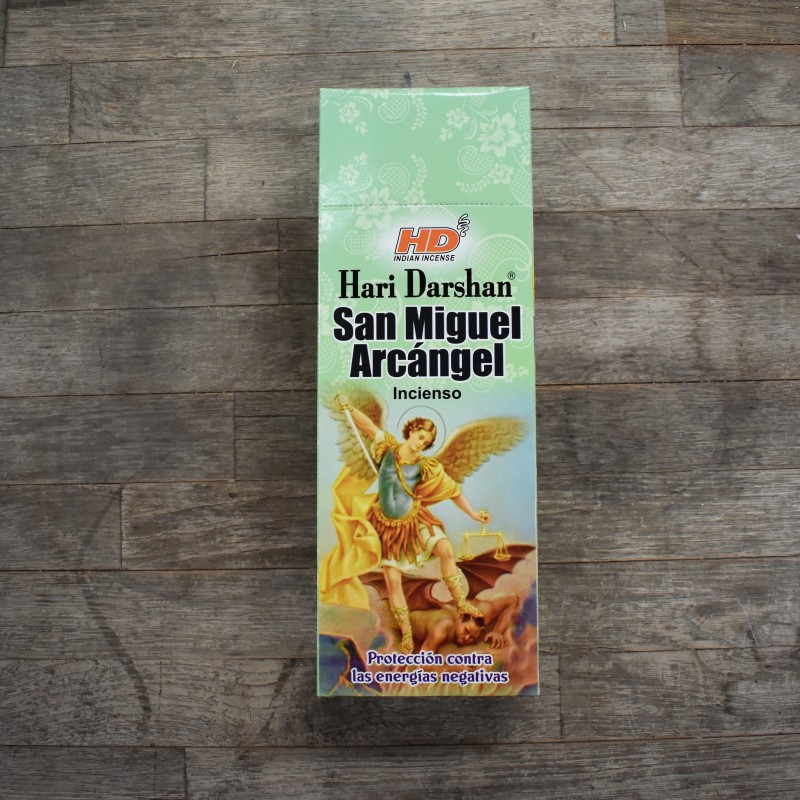 HD
INDIAN INCENSE
Hari Darshan®
San Miguel
Arcángel
Incienso
Protección contra
las energías negativas